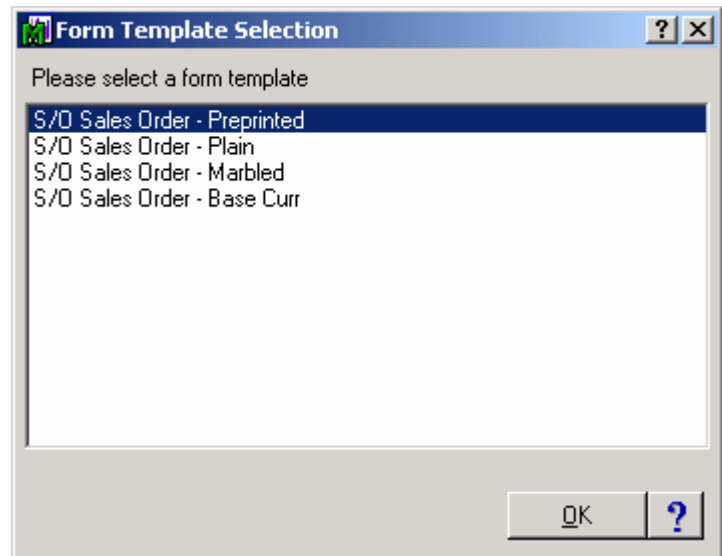 Form Template Selection
Please select a form template
S/O Sales Order - Preprinted
S/O Sales Order - Plain
S/O Sales Order - Marbled
S/O Sales Order - Base Curr
OK
?